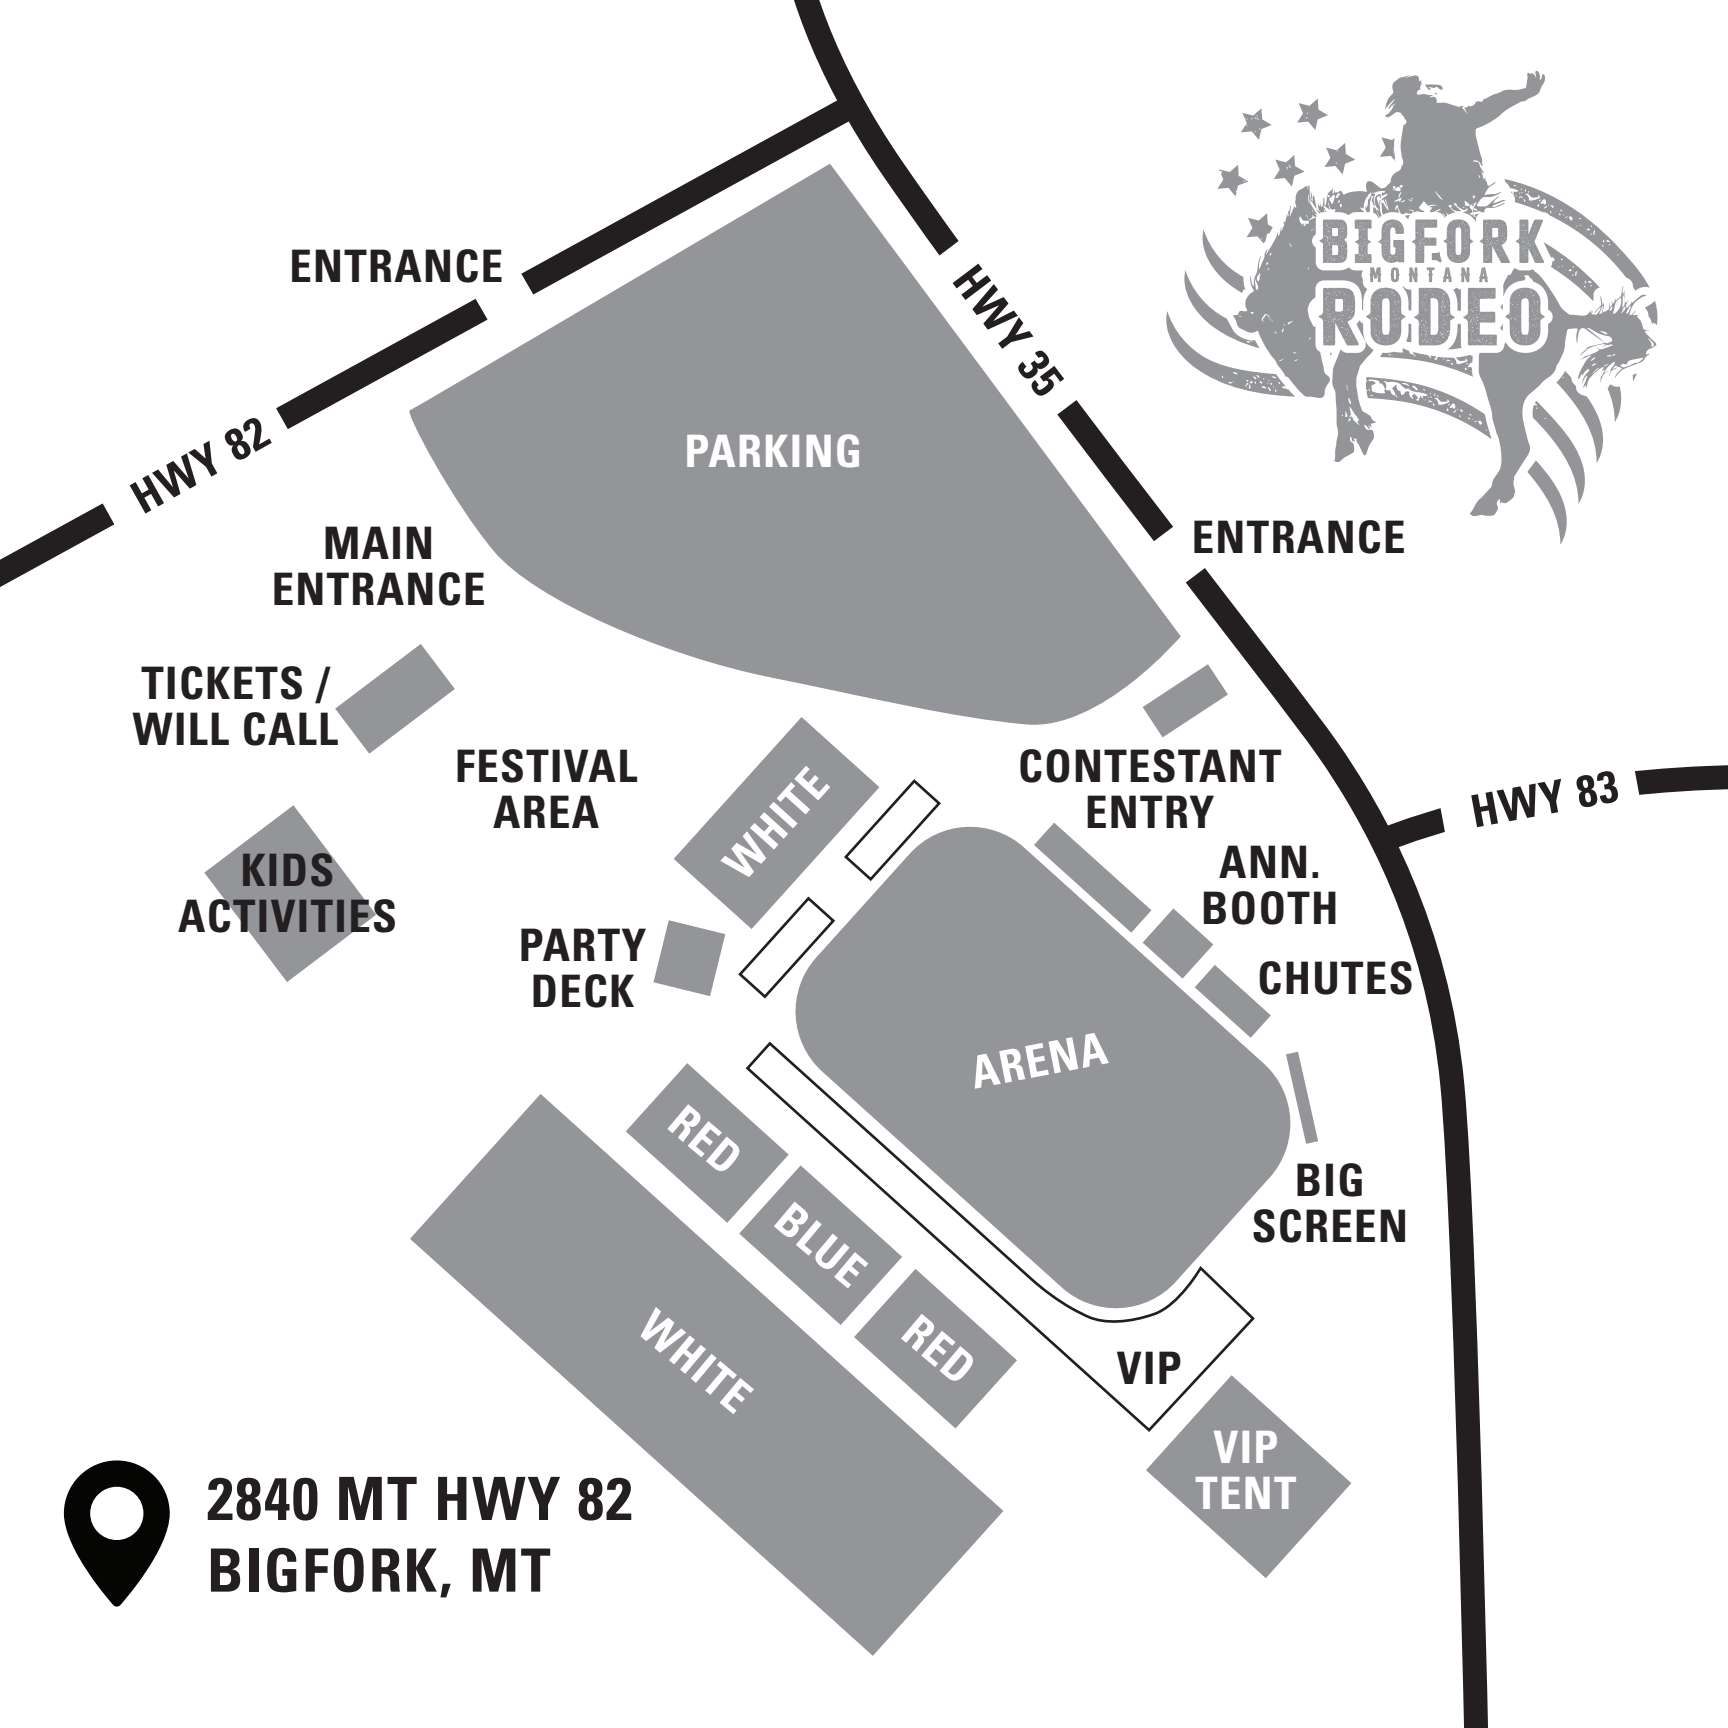 BIGFORK
MONTANA
RODEO
ENTRANCE
HWY 35
HWY 82
PARKING
MAIN
ENTRANCE
ENTRANCE
TICKETS /
WILL CALL
FESTIVAL
AREA
WHITE
CONTESTANT
ENTRY
HWY 83
KIDS
ACTIVITIES
ANN.
BOOTH
PARTY
DECK
CHUTES
ARENA
RED
BIG
SCREEN
BLUE
RED
WHITE
VIP
VIP
TENT
2840 MT HWY 82
BIGFORK, MT